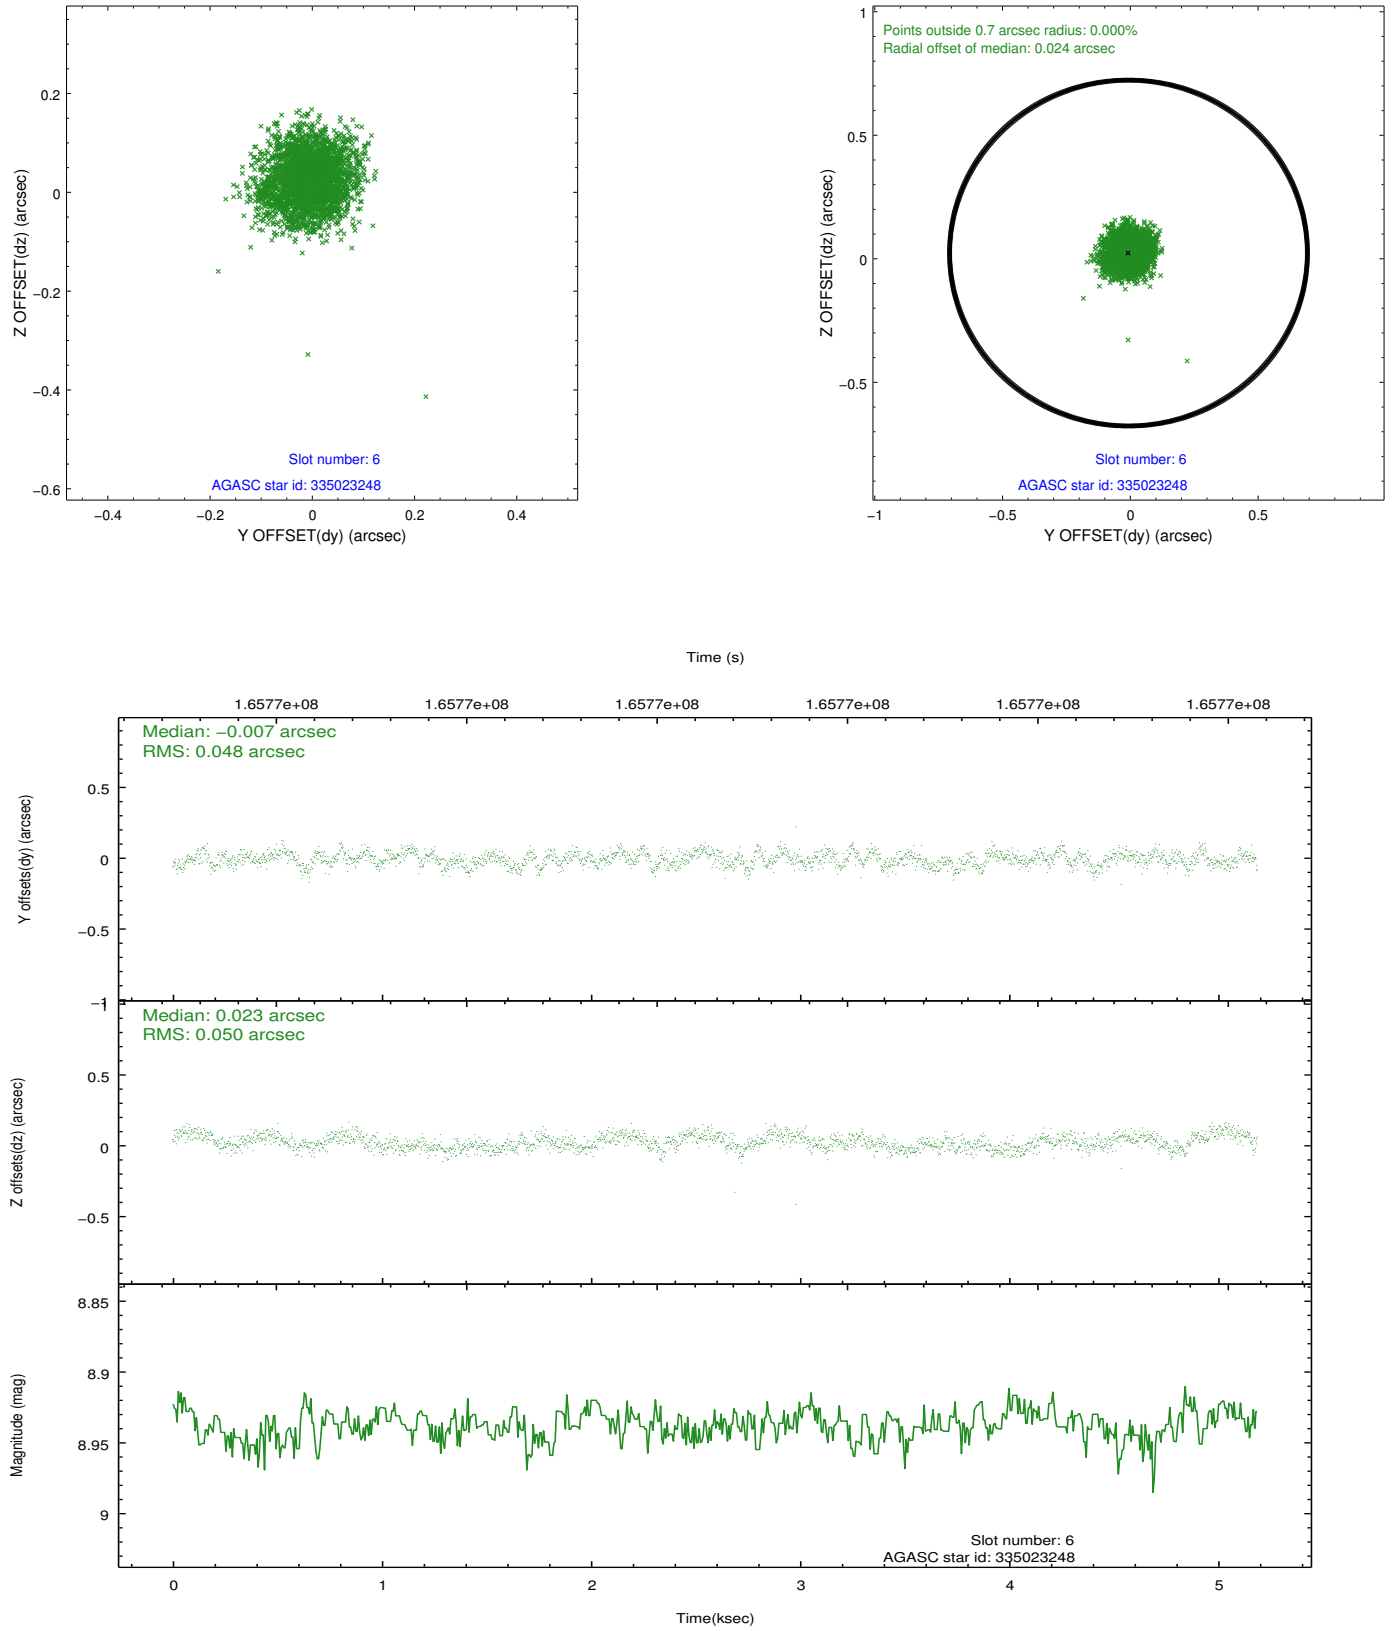 0.2
0
−0.2
−0.4
−0.6
Z OFFSET(dz) (arcsec)
Slot number: 6
AGASC star id: 335023248
−0.4 −0.2 0 0.2 0.4
Y OFFSET(dy) (arcsec)
Points outside 0.7 arcsec radius: 0.000%
Radial offset of median: 0.024 arcsec
1
0.5
0
−0.5
Z OFFSET(dz) (arcsec)
Slot number: 6
AGASC star id: 335023248
−1 −0.5 0 0.5
Y OFFSET(dy) (arcsec)
Time (s)
1.6577e+08 1.6577e+08 1.6577e+08 1.6577e+08 1.6577e+08 1.6577e+08
Median: −0.007 arcsec
RMS: 0.048 arcsec
0.5
0
−0.5
−1
Y offsets(dy) (arcsec)
Median: 0.023 arcsec
RMS: 0.050 arcsec
0.5
0
−0.5
Z offsets(dz) (arcsec)
8.85
8.9
8.95
9
Magnitude (mag)
Slot number: 6
AGASC star id: 335023248
0 1 2 3 4 5
Time(ksec)